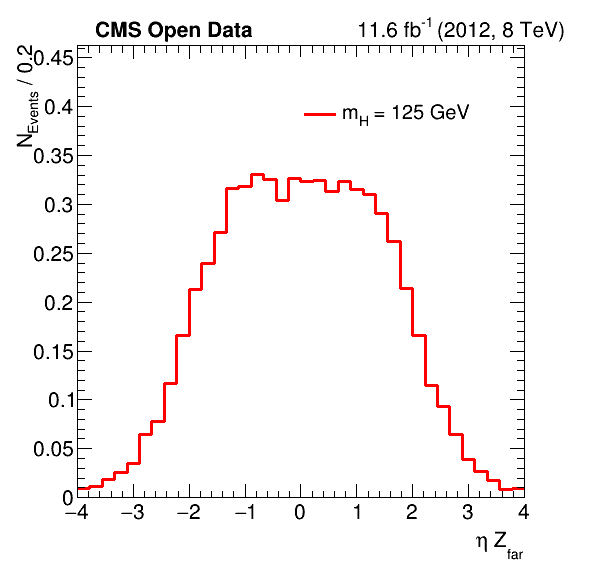 CMS Open Data 11.6 fb⁻¹ (2012, 8 TeV)
N_Events / 0.2
m_H = 125 GeV
0.45
0.4
0.35
0.3
0.25
0.2
0.15
0.1
0.05
0
−4 −3 −2 −1 0 1 2 3 4
η Z_far